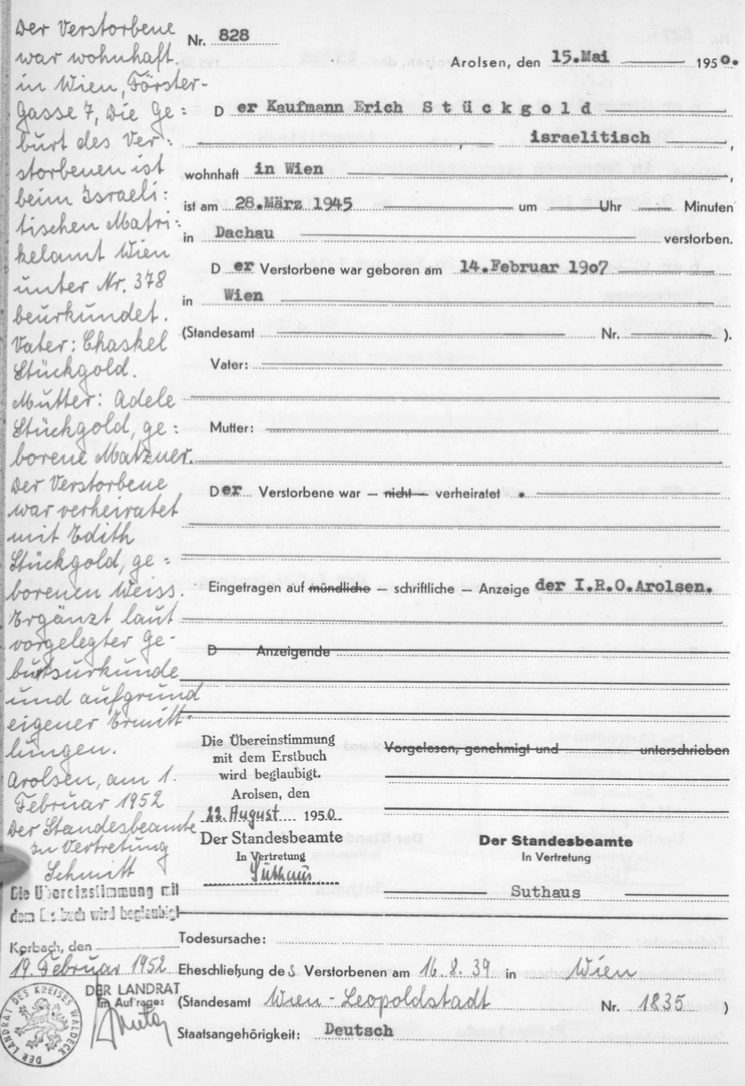 Der Verstorbene
war wohnhaft
in Wien, Förster-
gasse 7, die Ge=
burt des Ver=
storbenen ist
beim Israeli=
tischen Matri=
kelamt Wien
unter Nr. 378
beurkundet.
Vater: Chaskel
Stückgold.
Mutter: Adele
Stückgold, ge=
borene Matzner.
Der Verstorbene
war verheiratet
mit Edith
Stückgold, ge=
borenen Weiss.
Ergänzt laut
vorgelegter Ge-
burtsurkunde
und aufgrund
eigener Ermitt-
lungen.
Arolsen, am 1.
Februar 1952
Der Standesbeamte
In Vertretung
Schmitt
Die Übereinstimmung mit
dem Erstbuch wird beglaubigt
Korbach, den
19. Februar 1952
DER LANDRAT
Im Auftrage:
DER LANDRAT DES KREISES WALDECK
Nr. 828
Arolsen, den 15.Mai 1950.
Der Kaufmann Erich Stückgold
, israelitisch ,
wohnhaft in Wien ,
ist am 28.März 1945 um Uhr Minuten
in Dachau verstorben.
Der Verstorbene war geboren am 14.Februar 1907
in Wien
(Standesamt Nr. ).
Vater:
Mutter:
Der Verstorbene war — nicht — verheiratet .
Eingetragen auf mündliche — schriftliche — Anzeige der I.R.O.Arolsen.
D Anzeigende
Vorgelesen, genehmigt und unterschrieben
Die Übereinstimmung
mit dem Erstbuch
wird beglaubigt.
Arolsen, den
22. August 1950
Der Standesbeamte
In Vertretung
Suthaus
Der Standesbeamte
In Vertretung
Suthaus
Todesursache:
Eheschließung des Verstorbenen am 16.8.39 in Wien
(Standesamt Wien-Leopoldstadt Nr. 1835 )
Staatsangehörigkeit: Deutsch